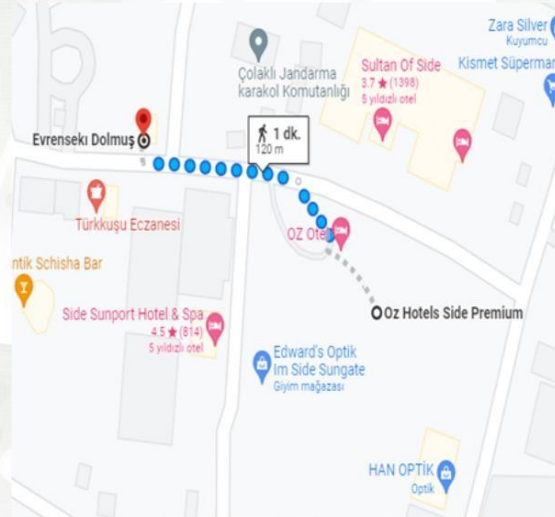 Zara Silver
Kuyumcu
Çolaklı Jandarma
karakol Komutanlığı
Sultan Of Side
3.7 ★ (1398)
5 yıldızlı otel
Kısmet Süpermar
Evrensekı Dolmuş
1 dk.
120 m
Türkkuşu Eczanesi
OZ Otel
ntik Schisha Bar
Side Sunport Hotel & Spa
4.5 ★ (814)
5 yıldızlı otel
Oz Hotels Side Premium
Edward's Optik
Im Side Sungate
Giyim mağazası
HAN OPTİK
Optik